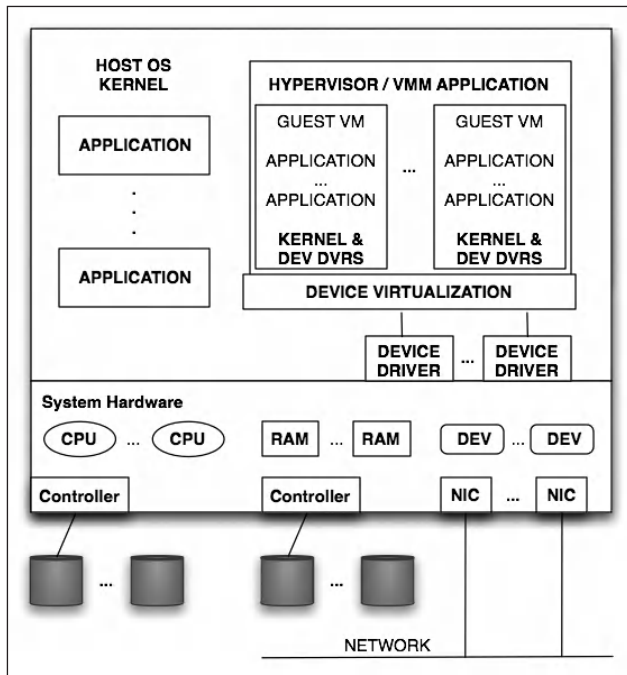 HOST OS
KERNEL
APPLICATION
.
.
.
APPLICATION
HYPERVISOR / VMM APPLICATION
GUEST VM
APPLICATION
...
APPLICATION
KERNEL &
DEV DVRS
...
GUEST VM
APPLICATION
...
APPLICATION
KERNEL &
DEV DVRS
DEVICE VIRTUALIZATION
DEVICE
DRIVER
...
DEVICE
DRIVER
System Hardware
CPU ... CPU
RAM ... RAM
DEV ... DEV
Controller
Controller
NIC ... NIC
...
...
NETWORK